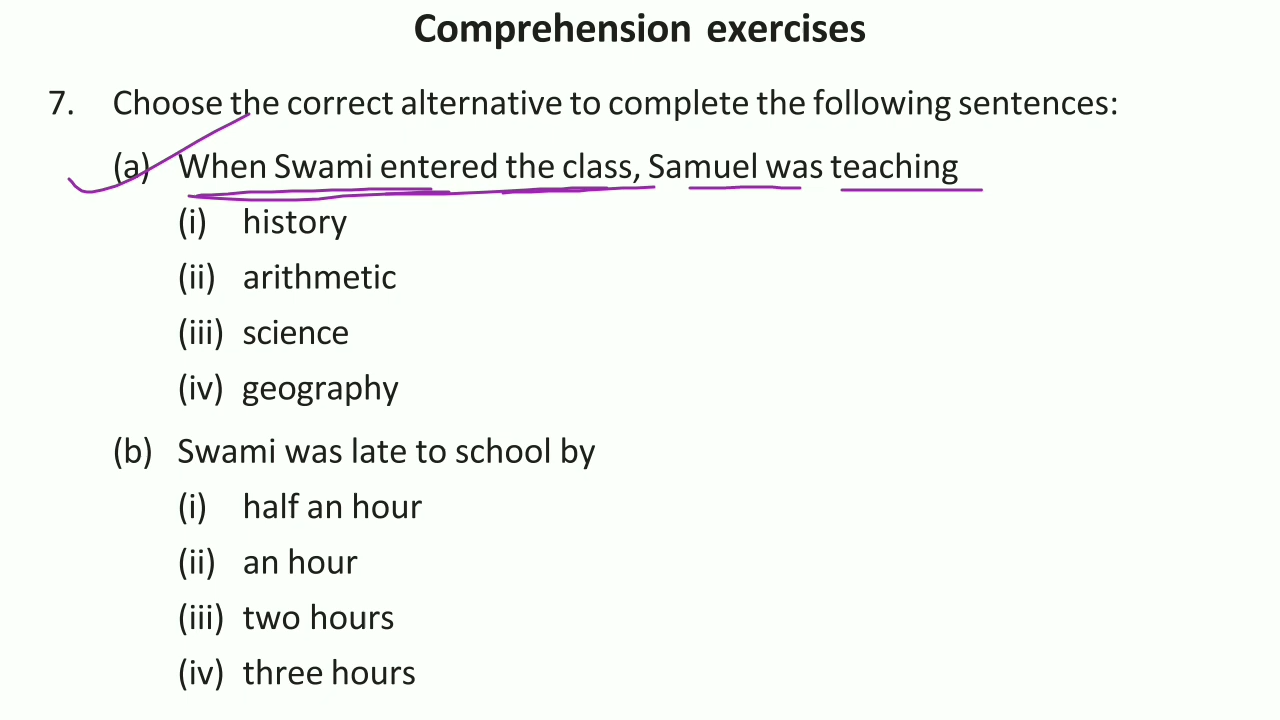 Comprehension exercises
7. Choose the correct alternative to complete the following sentences:
(a) When Swami entered the class, Samuel was teaching
(i) history
(ii) arithmetic
(iii) science
(iv) geography
(b) Swami was late to school by
(i) half an hour
(ii) an hour
(iii) two hours
(iv) three hours